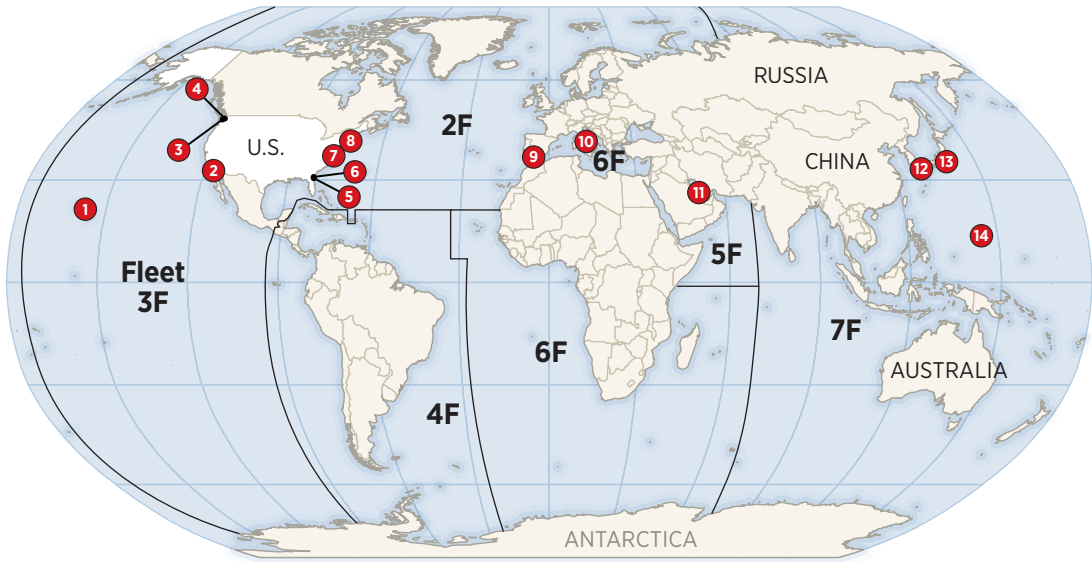 RUSSIA
4
2F
8
3
U.S.
7
10
9
6F
CHINA
13
12
2
6
5
11
1
14
5F
Fleet
3F
7F
6F
AUSTRALIA
4F
ANTARCTICA